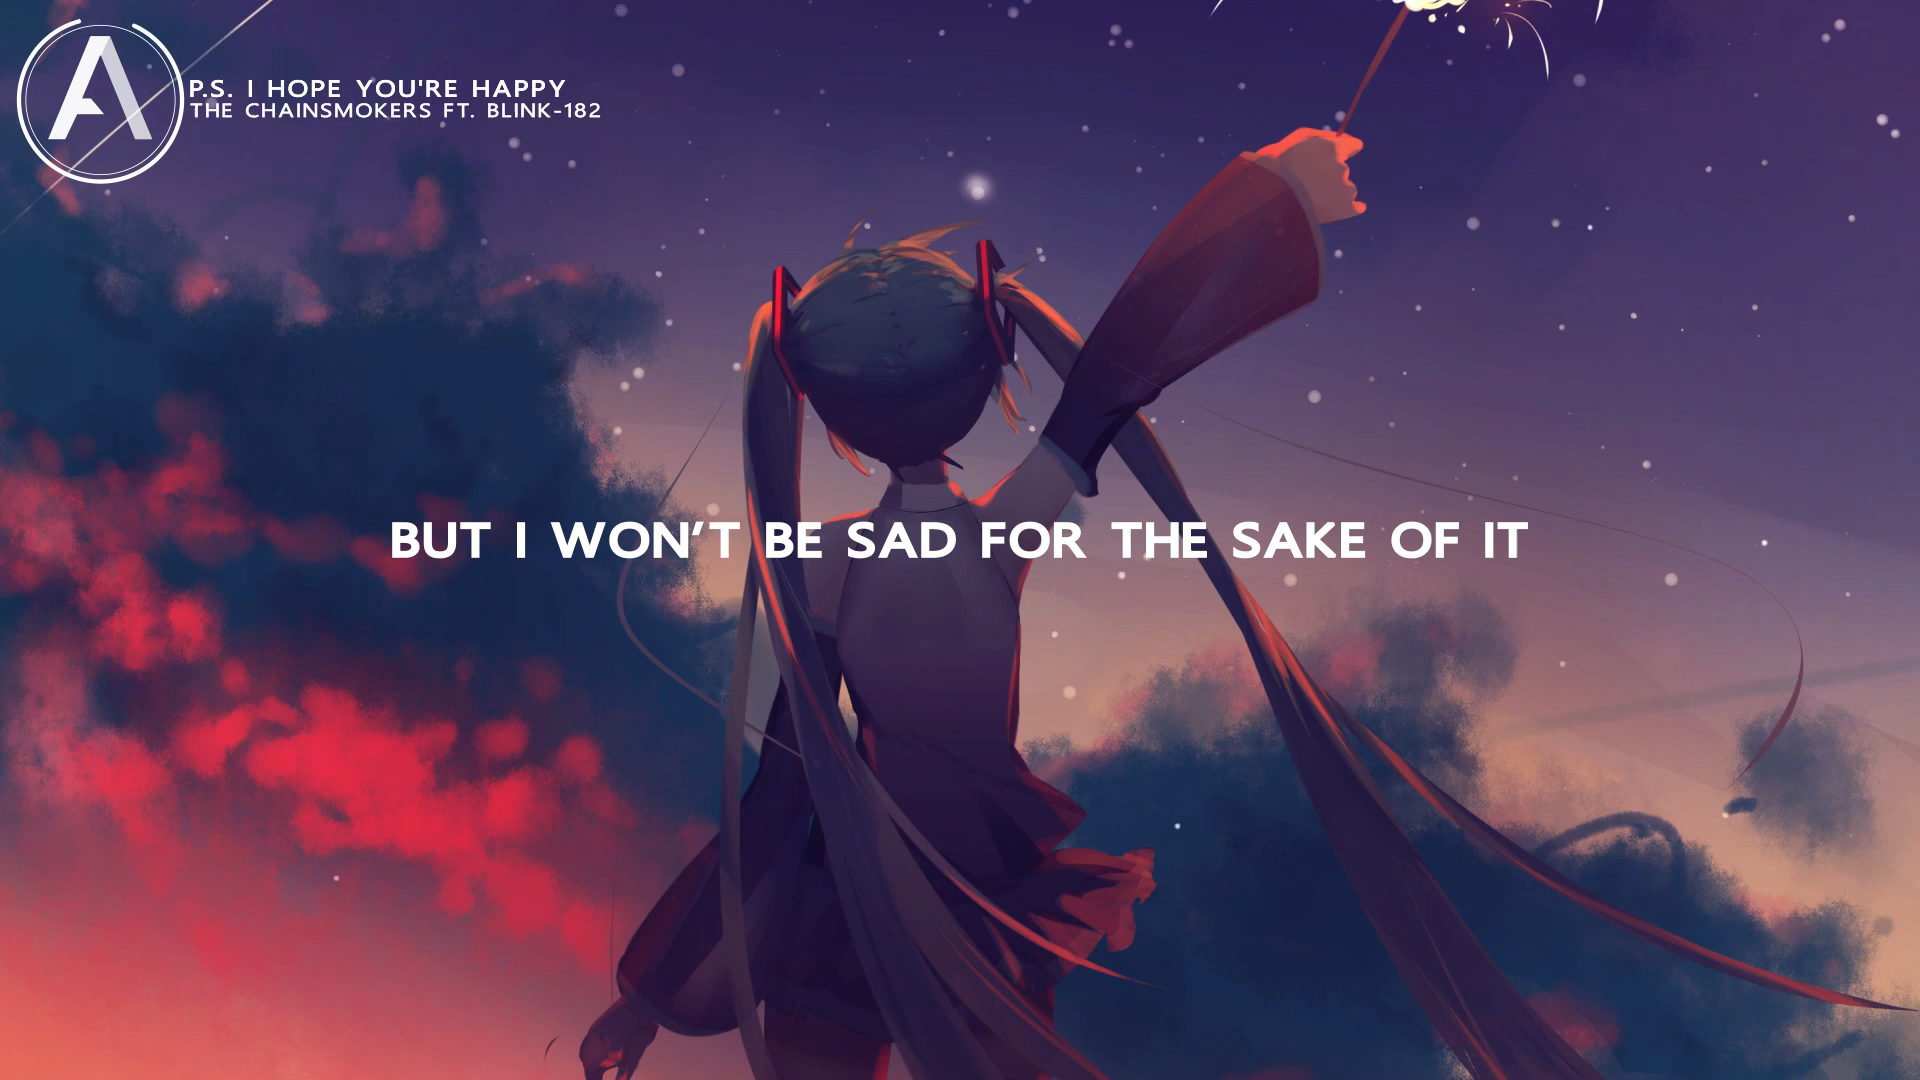 A
P.S. I HOPE YOU'RE HAPPY
THE CHAINSMOKERS FT. BLINK-182
BUT I WON’T BE SAD FOR THE SAKE OF IT